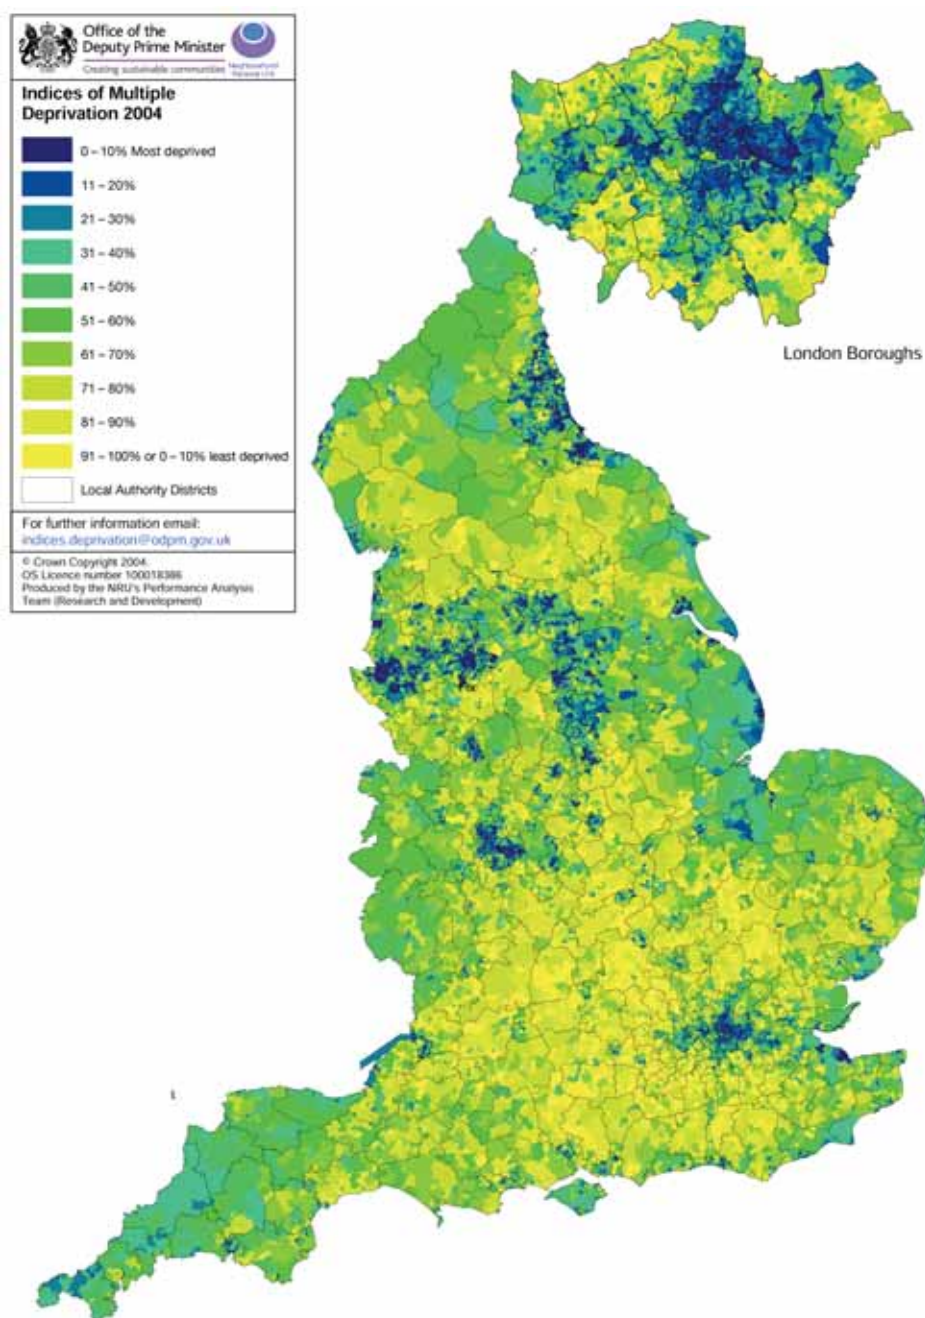 Office of the
Deputy Prime Minister
Creating sustainable communities
Neighbourhood
Renewal Unit
Indices of Multiple
Deprivation 2004
0 – 10% Most deprived
11 – 20%
21 – 30%
31 – 40%
41 – 50%
51 – 60%
61 – 70%
71 – 80%
81 – 90%
91 – 100% or 0 – 10% least deprived
Local Authority Districts
For further information email:
indices.deprivation@odpm.gov.uk
© Crown Copyright 2004.
OS Licence number 100018386
Produced by the NRU's Performance Analysis
Team (Research and Development)
London Boroughs